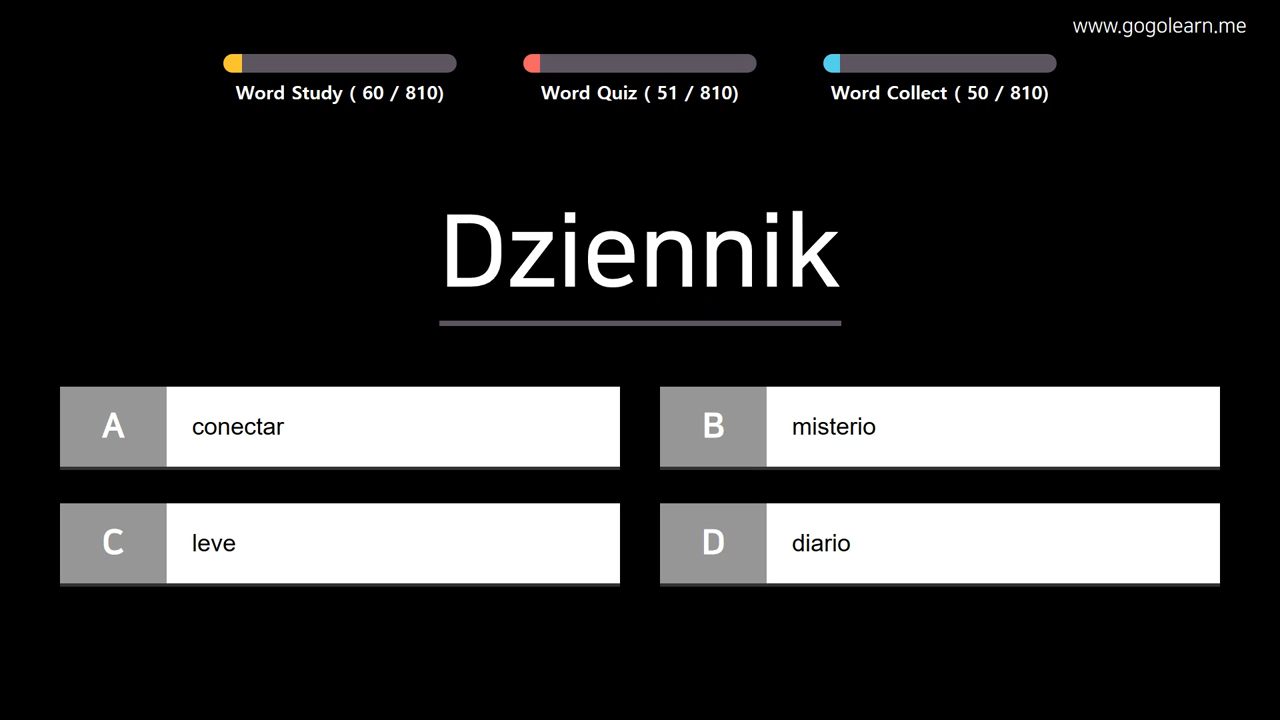 www.gogolearn.me
Word Study ( 60 / 810)
Word Quiz ( 51 / 810)
Word Collect ( 50 / 810)
Dziennik
A conectar
B misterio
C leve
D diario